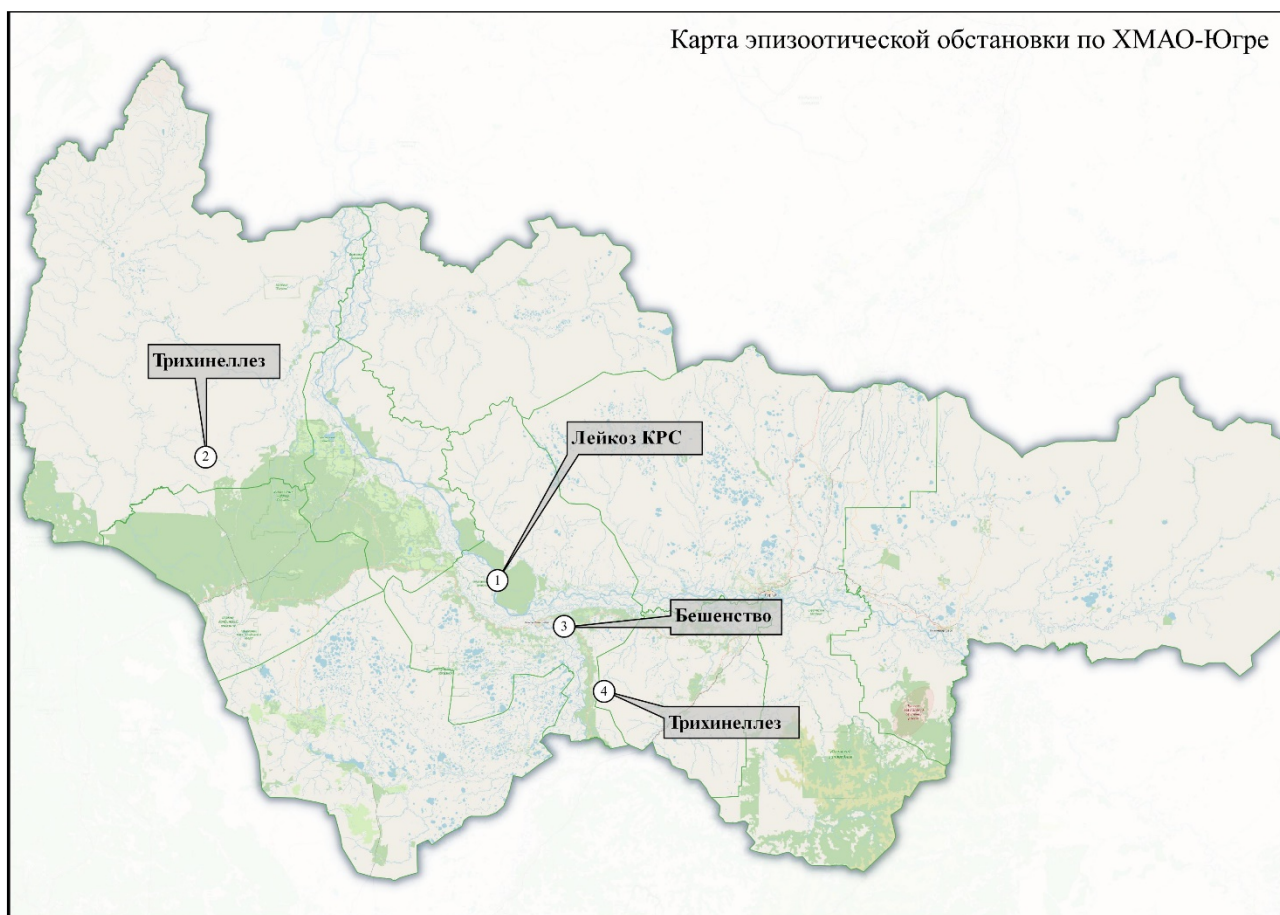 Карта эпизоотической обстановки по ХМАО-Югре
Трихинеллез
2
Лейкоз КРС
1
Бешенство
3
4
Трихинеллез